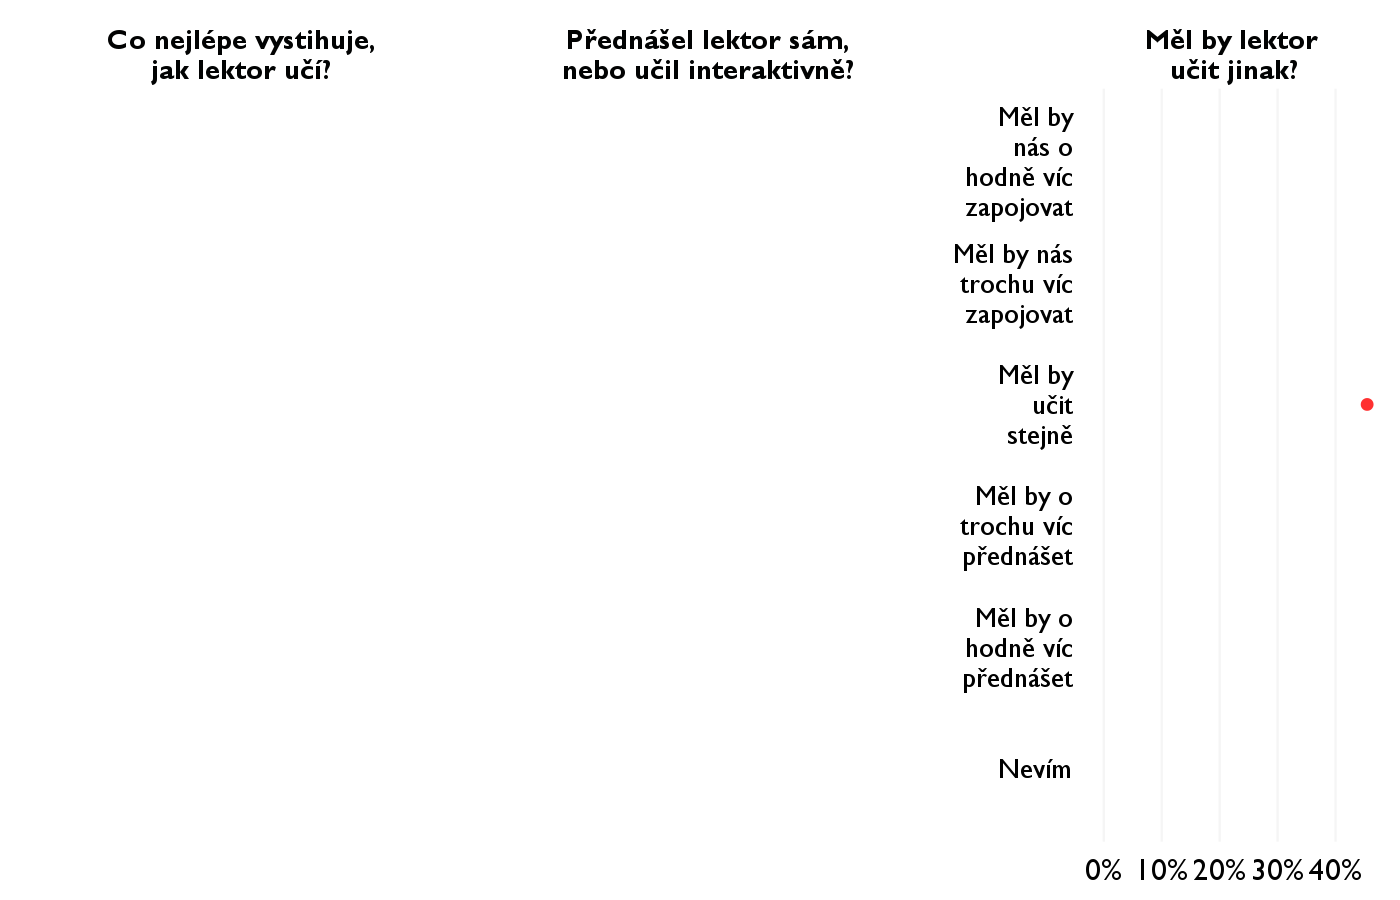 Co nejlépe vystihuje,
jak lektor učí?
Přednášel lektor sám,
nebo učil interaktivně?
Měl by lektor
učit jinak?
Měl by
nás o
hodně víc
zapojovat
Měl by nás
trochu víc
zapojovat
Měl by
učit
stejně
Měl by o
trochu víc
přednášet
Měl by o
hodně víc
přednášet
Nevím
0% 10% 20% 30% 40%